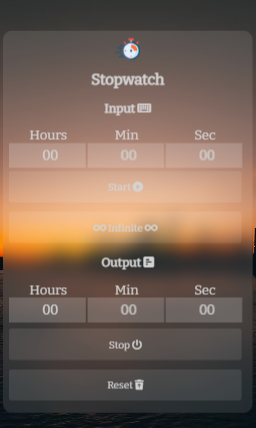 Stopwatch
Input
Hours Min Sec
00 00 00
Start
Infinite
Output
Hours Min Sec
00 00 00
Stop
Reset